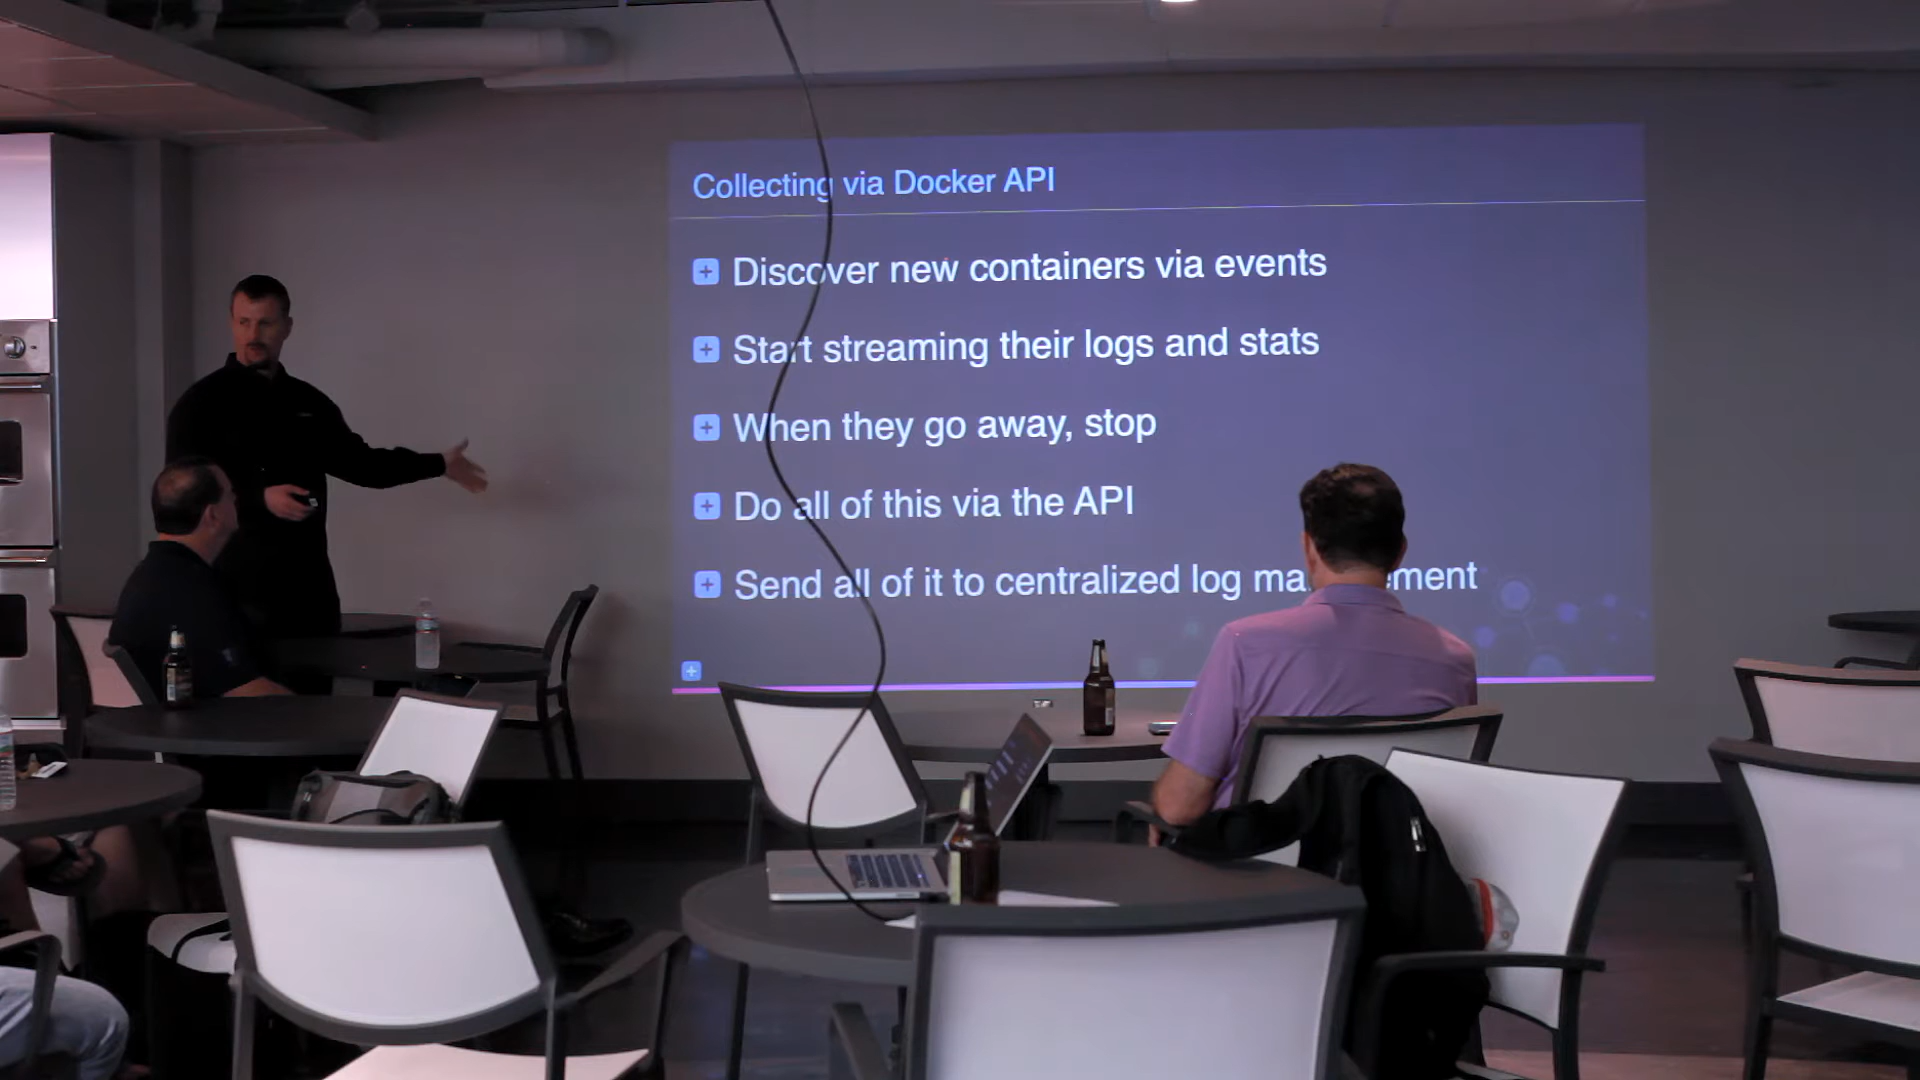 Collecting via Docker API
Discover new containers via events
Start streaming their logs and stats
When they go away, stop
Do all of this via the API
Send all of it to centralized log